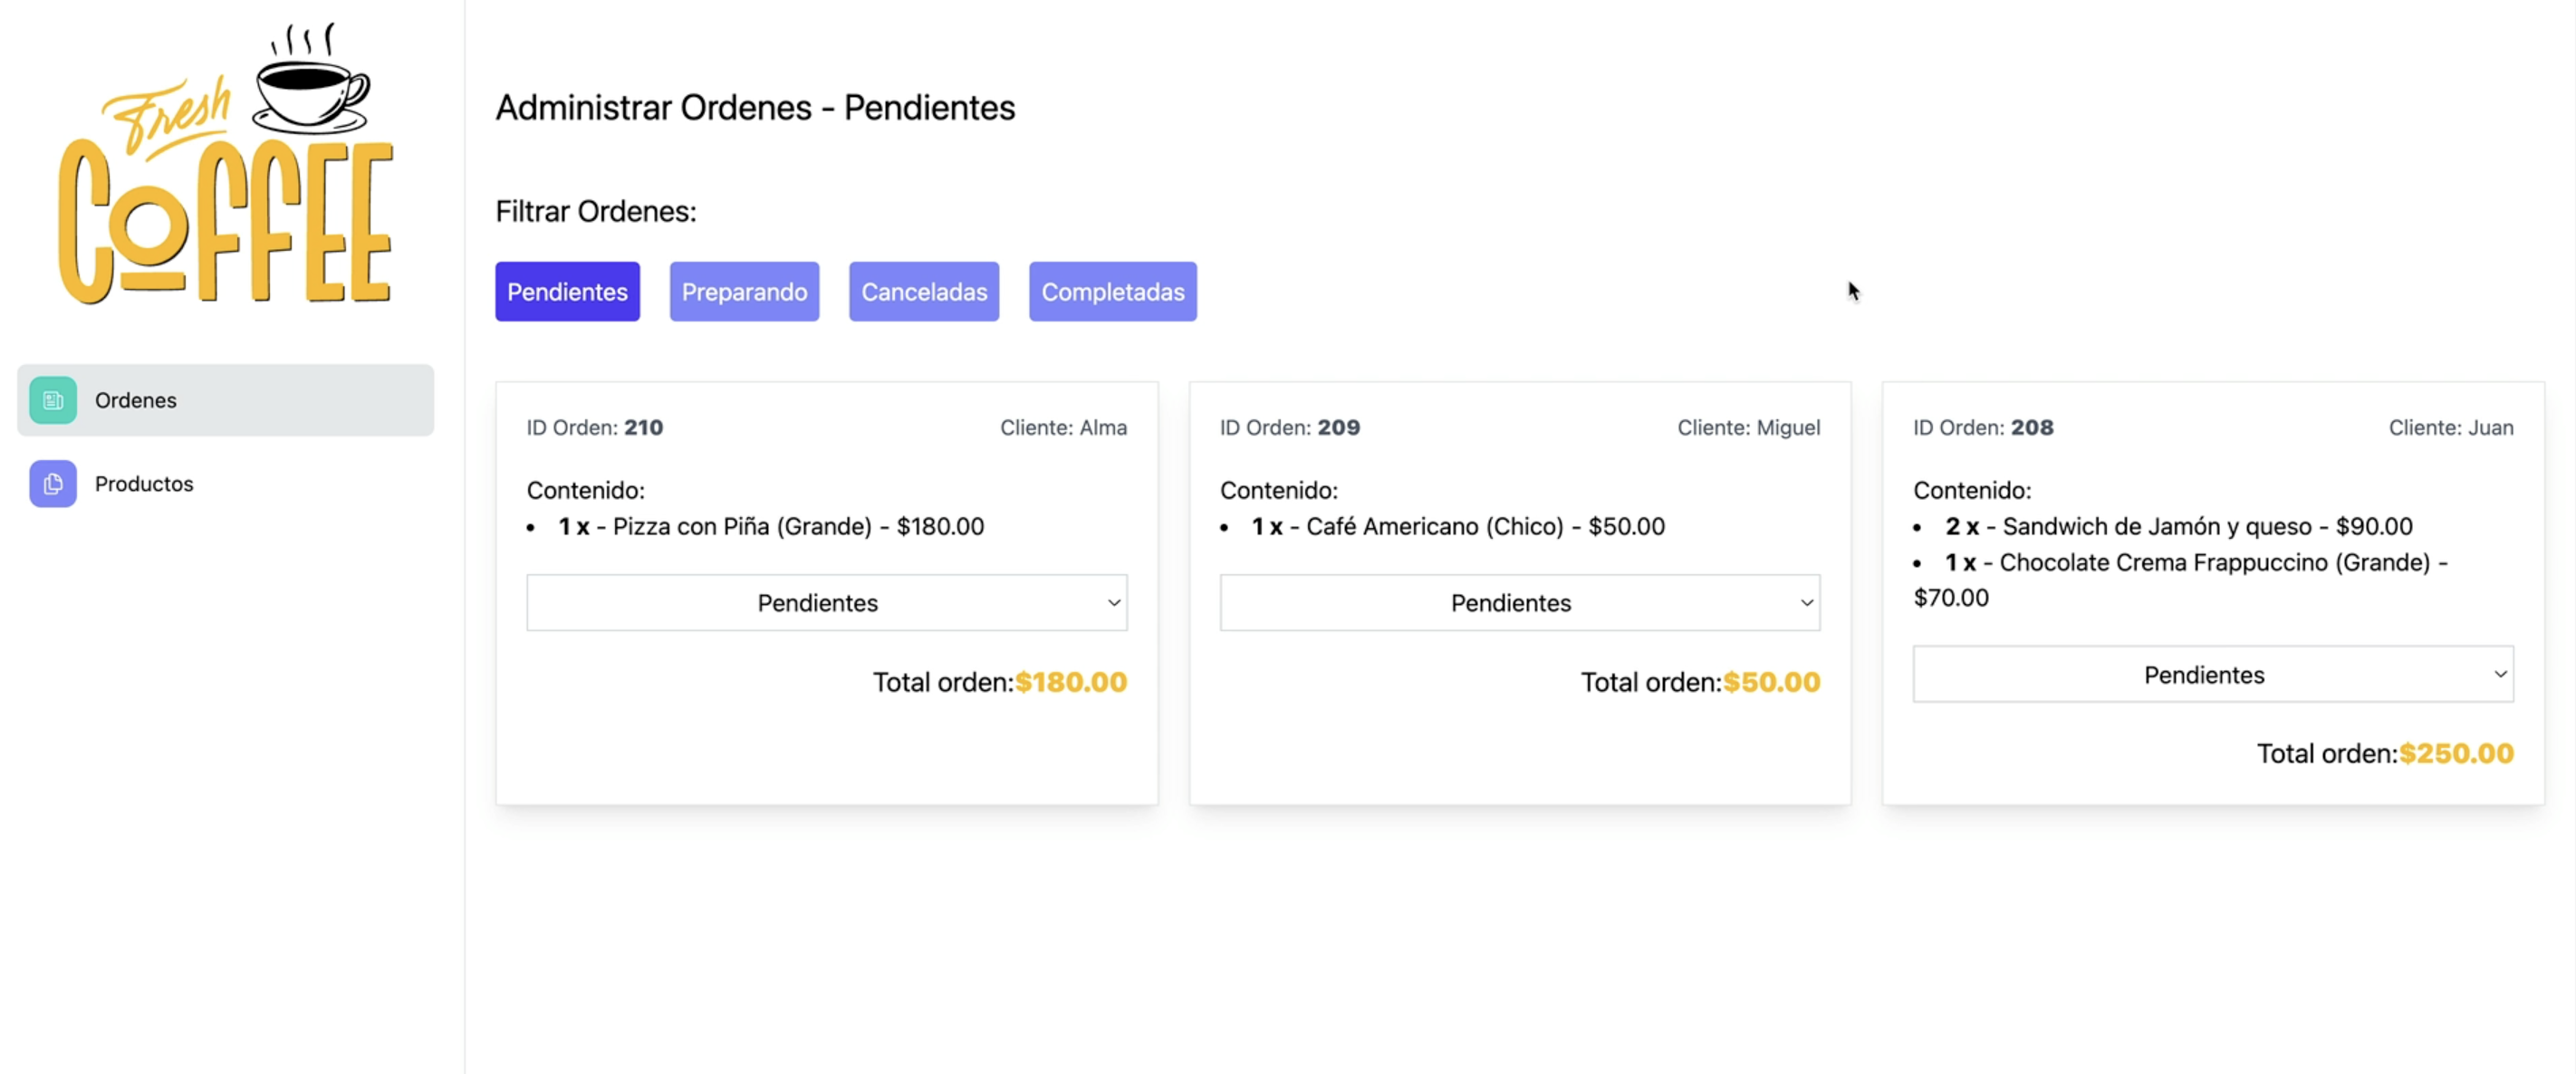 Fresh
COFFEE
Ordenes
Productos
Administrar Ordenes - Pendientes
Filtrar Ordenes:
Pendientes
Preparando
Canceladas
Completadas
ID Orden: 210
Cliente: Alma
Contenido:
• 1 x - Pizza con Piña (Grande) - $180.00
Pendientes
Total orden:$180.00
ID Orden: 209
Cliente: Miguel
Contenido:
• 1 x - Café Americano (Chico) - $50.00
Pendientes
Total orden:$50.00
ID Orden: 208
Cliente: Juan
Contenido:
• 2 x - Sandwich de Jamón y queso - $90.00
• 1 x - Chocolate Crema Frappuccino (Grande) -
$70.00
Pendientes
Total orden:$250.00